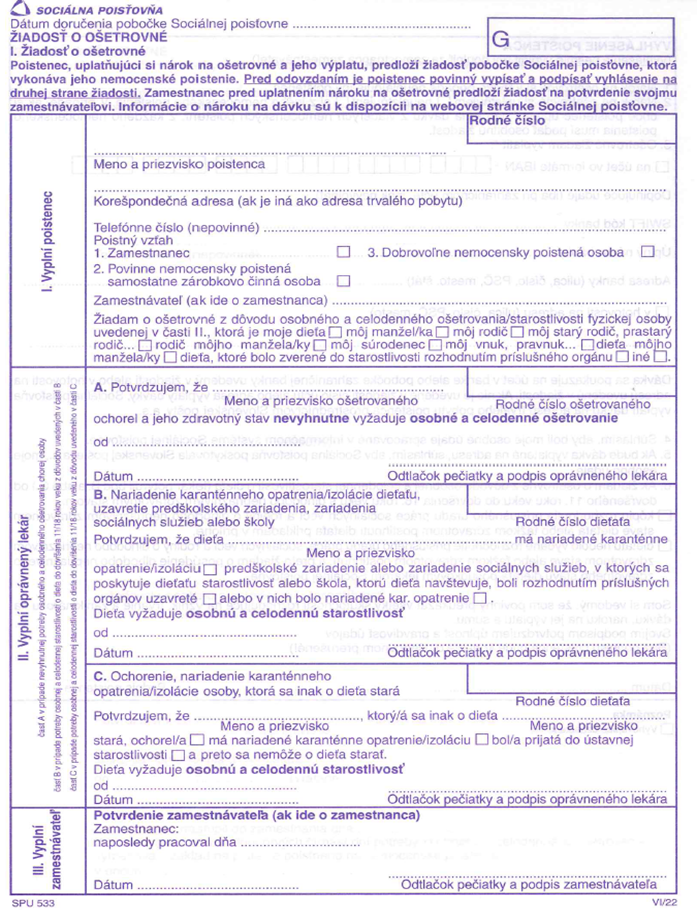 SOCIÁLNA POISŤOVŇA
Dátum doručenia pobočke Sociálnej poisťovne ........................................
ŽIADOSŤ O OŠETROVNÉ
G
I. Žiadosť o ošetrovné
Poistenec, uplatňujúci si nárok na ošetrovné a jeho výplatu, predloží žiadosť pobočke Sociálnej poisťovne, ktorá
vykonáva jeho nemocenské poistenie. Pred odovzdaním je poistenec povinný vypísať a podpísať vyhlásenie na
druhej strane žiadosti. Zamestnanec pred uplatnením nároku na ošetrovné predloží žiadosť na potvrdenie svojmu
zamestnávateľovi. Informácie o nároku na dávku sú k dispozícii na webovej stránke Sociálnej poisťovne.
I. Vyplní poistenec
Rodné číslo
Meno a priezvisko poistenca
Korešpondečná adresa (ak je iná ako adresa trvalého pobytu)
Telefónne číslo (nepovinné) ........................................
Poistný vzťah
1. Zamestnanec ☐ 3. Dobrovoľne nemocensky poistená osoba ☐
2. Povinne nemocensky poistená
samostatne zárobkovo činná osoba ☐
Zamestnávateľ (ak ide o zamestnanca) ........................................
Žiadam o ošetrovné z dôvodu osobného a celodenného ošetrovania/starostlivosti fyzickej osoby
uvedenej v časti II., ktorá je moje dieťa ☐ môj manžel/ka ☐ môj rodič ☐ môj starý rodič, prastarý
rodič... ☐ rodič môjho manžela/ky ☐ môj súrodenec ☐ môj vnuk, pravnuk... ☐ dieťa môjho
manžela/ky ☐ dieťa, ktoré bolo zverené do starostlivosti rozhodnutím príslušného orgánu ☐ iné ☐.
II. Vyplní oprávnený lekár
časť A v prípade nevyhnutnej potreby osobného a celodenného ošetrovania chorej osoby
časť B v prípade potreby osobnej a celodennej starostlivosti o dieťa do dovŕšenia 11/18 rokov veku z dôvodov uvedených v časti B
časť C v prípade potreby osobnej a celodennej starostlivosti o dieťa do dovŕšenia 11/18 rokov veku z dôvodov uvedených v časti C
A. Potvrdzujem, že ........................................
Meno a priezvisko ošetrovaného
Rodné číslo ošetrovaného
ochorel a jeho zdravotný stav nevyhnutne vyžaduje osobné a celodenné ošetrovanie
od ........................................
Dátum ........................................ Odtlačok pečiatky a podpis oprávneného lekára
B. Nariadenie karanténneho opatrenia/izolácie dieťaťu,
uzavretie predškolského zariadenia, zariadenia
sociálnych služieb alebo školy
Rodné číslo dieťaťa
Potvrdzujem, že dieťa ........................................ má nariadené karanténne
Meno a priezvisko
opatrenie/izoláciu ☐ predškolské zariadenie alebo zariadenie sociálnych služieb, v ktorých sa
poskytuje dieťaťu starostlivosť alebo škola, ktorú dieťa navštevuje, boli rozhodnutím príslušných
orgánov uzavreté ☐ alebo v nich bolo nariadené kar. opatrenie ☐ .
Dieťa vyžaduje osobnú a celodennú starostlivosť
od ........................................
Dátum ........................................ Odtlačok pečiatky a podpis oprávneného lekára
C. Ochorenie, nariadenie karanténneho
opatrenia/izolácie osoby, ktorá sa inak o dieťa stará
Rodné číslo dieťaťa
Potvrdzujem, že ........................................, ktorý/á sa inak o dieťa ........................................
Meno a priezvisko Meno a priezvisko
stará, ochorel/a ☐ má nariadené karanténne opatrenie/izoláciu ☐ bol/a prijatá do ústavnej
starostlivosti ☐ a preto sa nemôže o dieťa starať.
Dieťa vyžaduje osobnú a celodennú starostlivosť
od ........................................
Dátum ........................................ Odtlačok pečiatky a podpis oprávneného lekára
III. Vyplní
zamestnávateľ
Potvrdenie zamestnávateľa (ak ide o zamestnanca)
Zamestnanec:
naposledy pracoval dňa ........................................
Dátum ........................................ Odtlačok pečiatky a podpis zamestnávateľa
SPU 533 VI/22